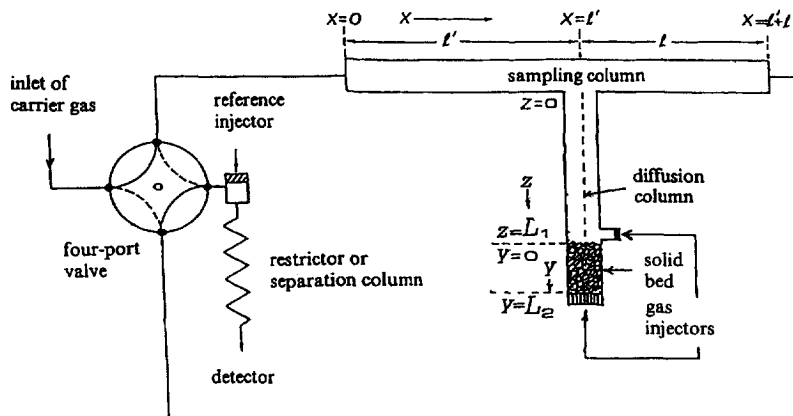 x=0
x
x=l'
x=l'+l
l'
l
sampling column
inlet of
carrier gas
reference
injector
z=0
diffusion
column
z
z=L1
y=0
y
y=L2
four-port
valve
restrictor or
separation column
solid
bed
gas
injectors
detector